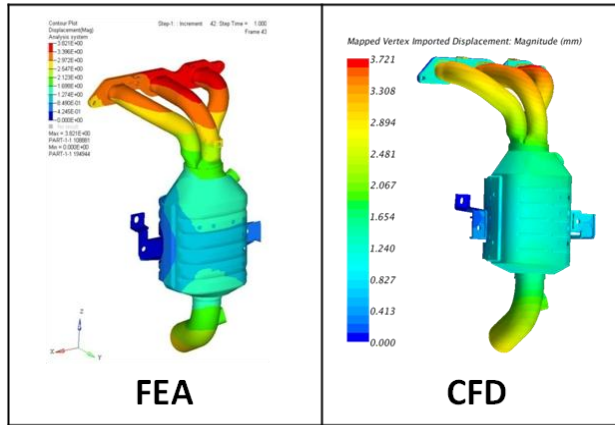 Contour Plot
Displacement(Mag)
Analysis system
3.821E+00
3.396E+00
2.972E+00
2.547E+00
2.123E+00
1.698E+00
1.274E+00
8.490E-01
4.245E-01
0.000E+00
No result
Max = 3.821E+00
PART-1-1 108881
Min = 0.000E+00
PART-1-1 194944
Step-1 : Increment 42: Step Time = 1.000
Frame 43
Z
X
Y
FEA
Mapped Vertex Imported Displacement: Magnitude (mm)
3.721
3.308
2.894
2.481
2.067
1.654
1.240
0.827
0.413
0.000
CFD